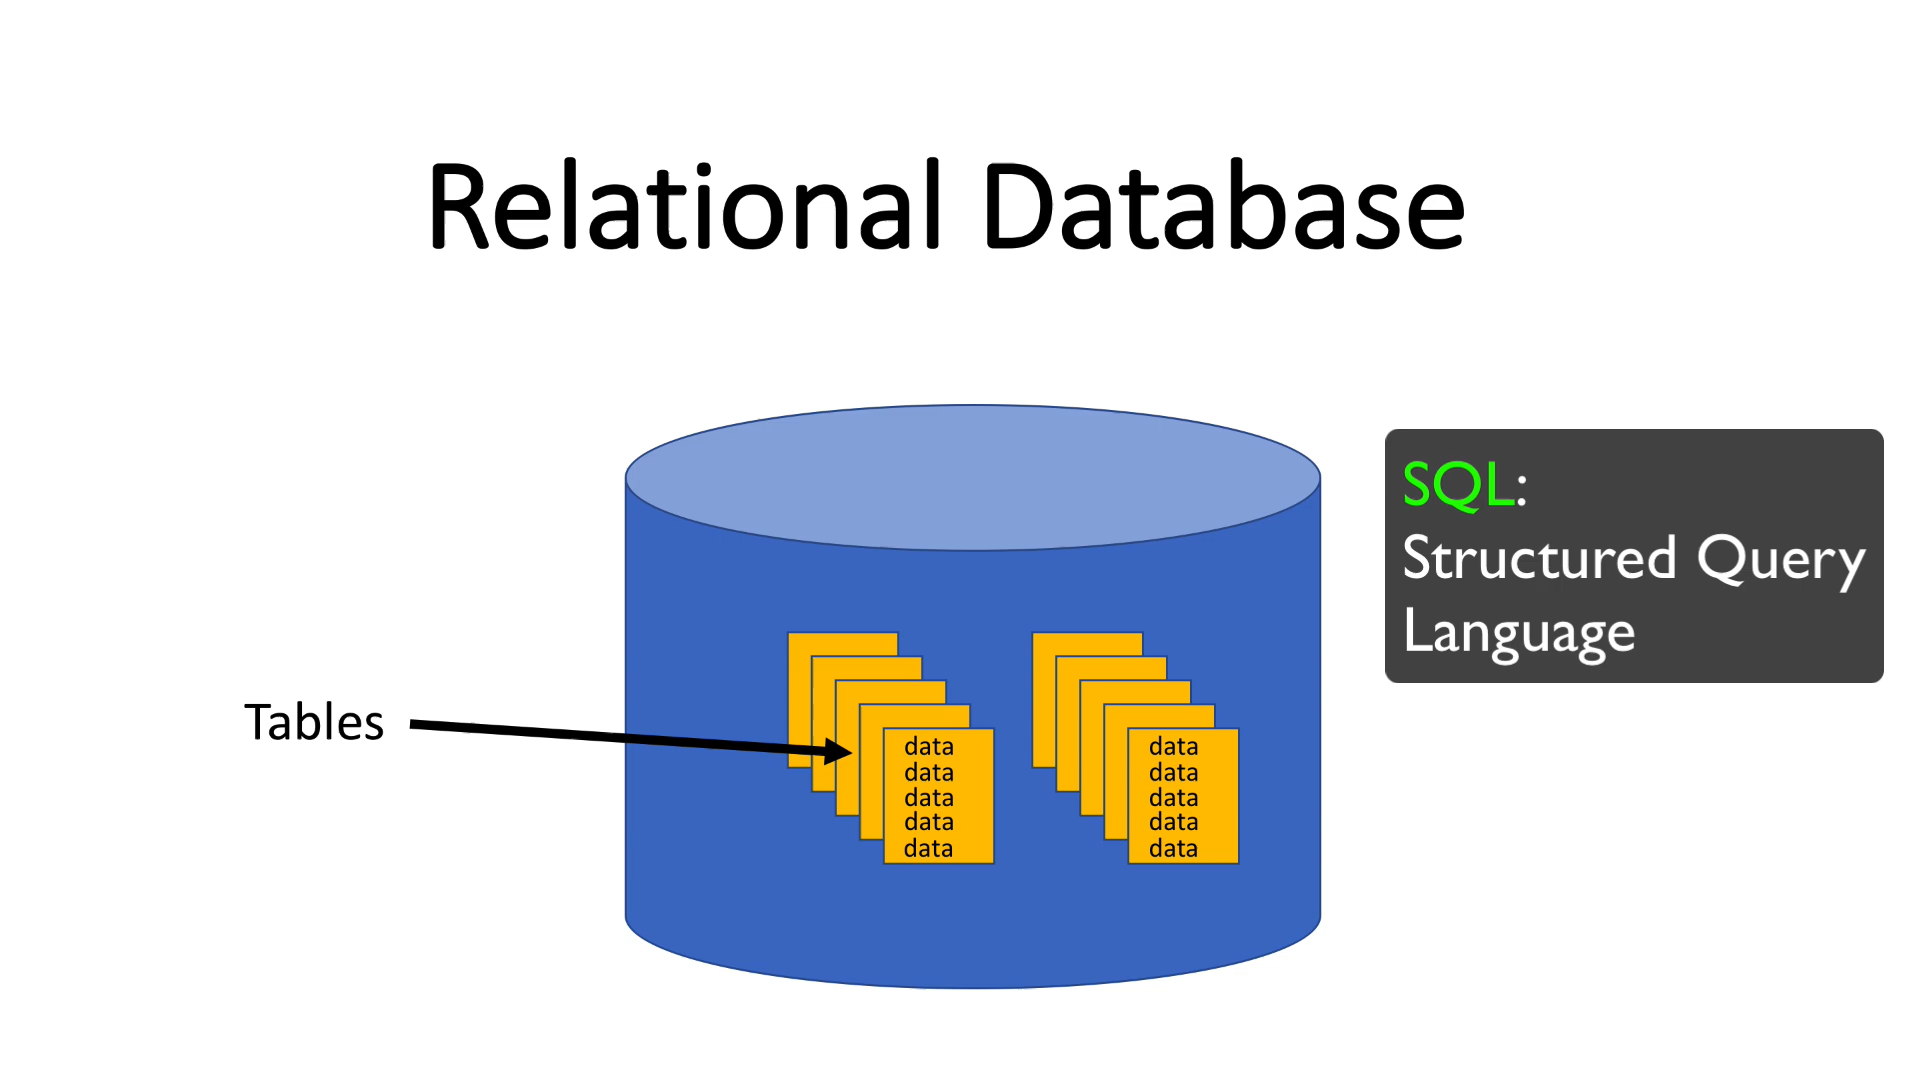 Relational Database
SQL:
Structured Query
Language
Tables
data
data
data
data
data
data
data
data
data
data